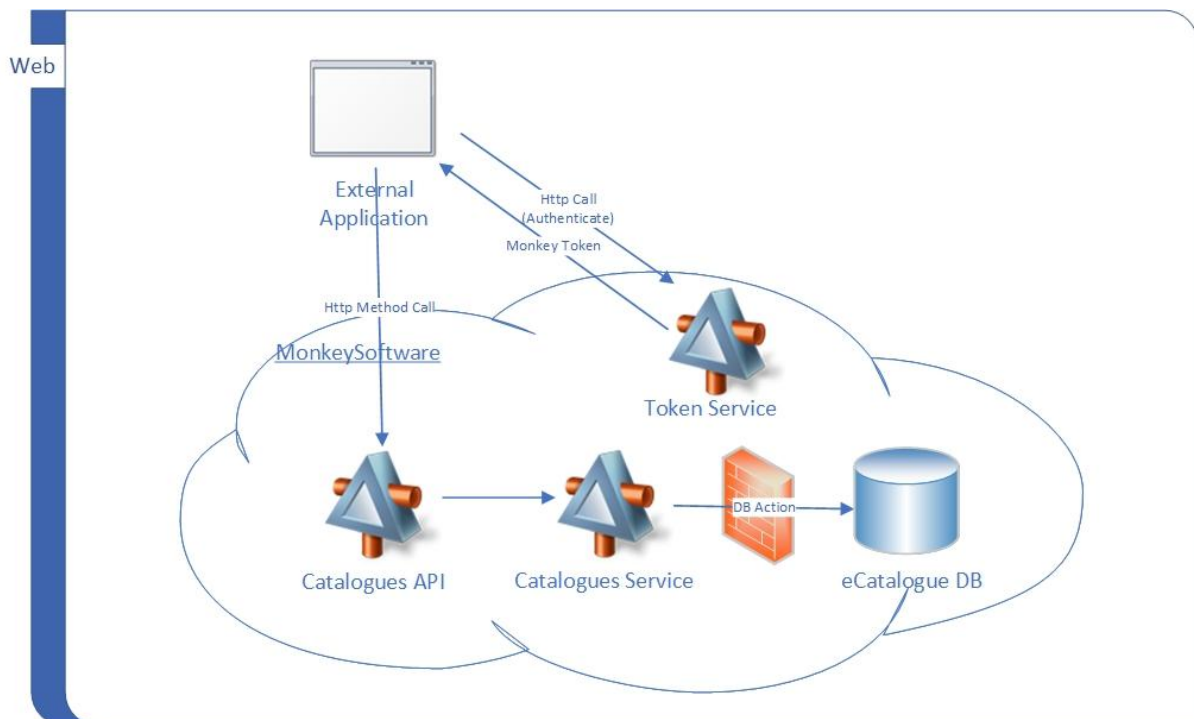 Web
External
Application
Http Call
(Authenticate)
Monkey Token
Http Method Call
MonkeySoftware
Token Service
DB Action
Catalogues API
Catalogues Service
eCatalogue DB